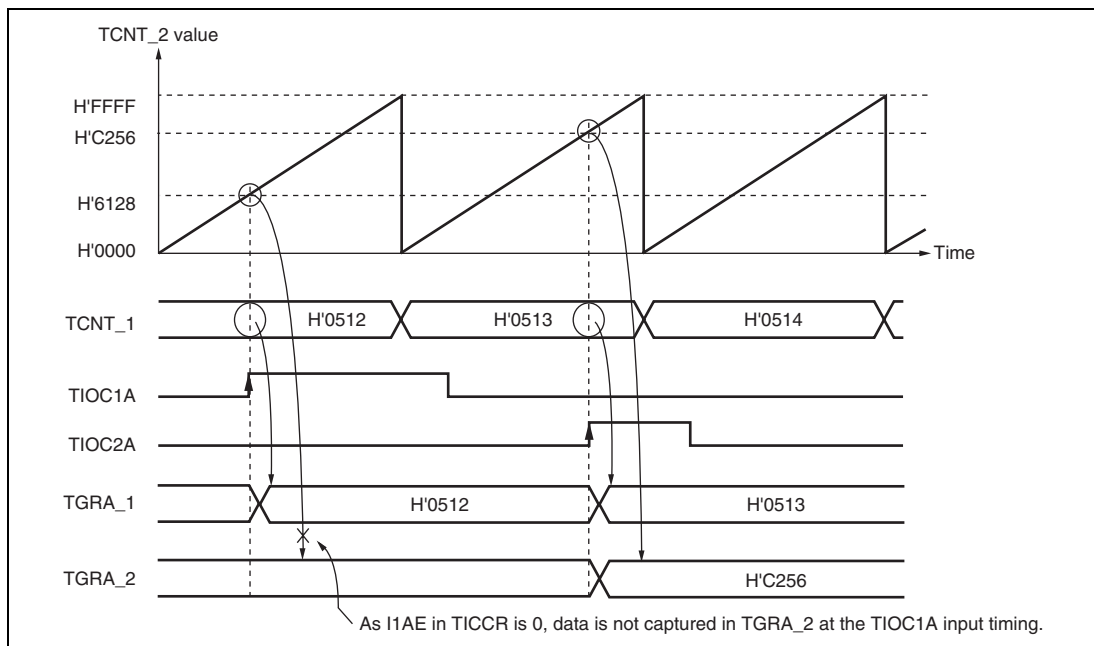 TCNT_2 value
H'FFFF
H'C256
H'6128
H'0000
Time
TCNT_1
H'0512
H'0513
H'0514
TIOC1A
TIOC2A
TGRA_1
H'0512
H'0513
TGRA_2
H'C256
As I1AE in TICCR is 0, data is not captured in TGRA_2 at the TIOC1A input timing.